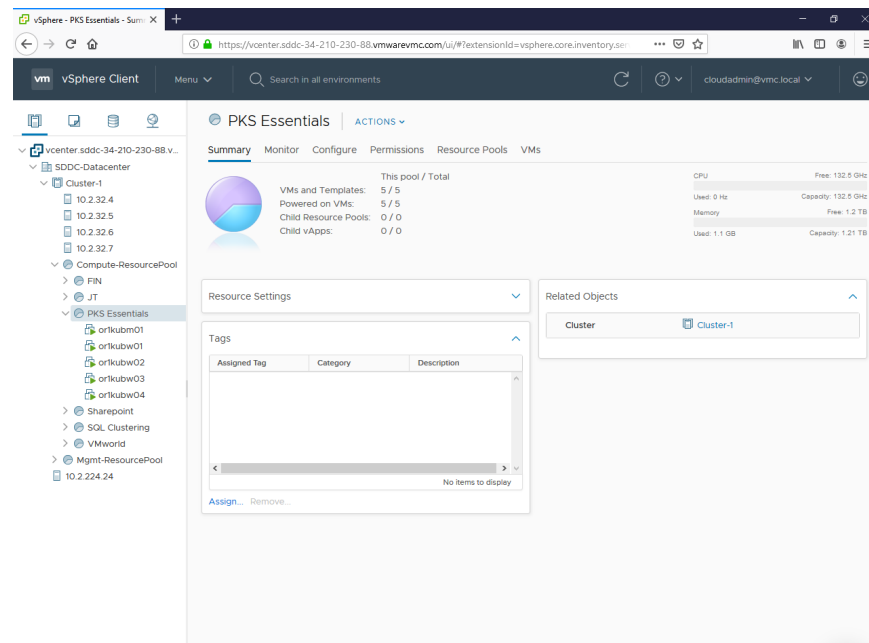 vSphere - PKS Essentials - Summ
https://vcenter.sddc-34-210-230-88.vmwarevmc.com/ui/#?extensionId=vsphere.core.inventory.ser
vm vSphere Client Menu Search in all environments cloudadmin@vmc.local
vcenter.sddc-34-210-230-88.v...
SDDC-Datacenter
Cluster-1
10.2.32.4
10.2.32.5
10.2.32.6
10.2.32.7
Compute-ResourcePool
FIN
JT
PKS Essentials
or1kubm01
or1kubw01
or1kubw02
or1kubw03
or1kubw04
Sharepoint
SQL Clustering
VMworld
Mgmt-ResourcePool
10.2.224.24
PKS Essentials ACTIONS
Summary Monitor Configure Permissions Resource Pools VMs
This pool / Total
VMs and Templates: 5 / 5
Powered on VMs: 5 / 5
Child Resource Pools: 0 / 0
Child vApps: 0 / 0
CPU Free: 132.5 GHz
Used: 0 Hz Capacity: 132.5 GHz
Memory Free: 1.2 TB
Used: 1.1 GB Capacity: 1.21 TB
Resource Settings
Tags
Assigned Tag Category Description
No items to display
Assign... Remove...
Related Objects
Cluster Cluster-1